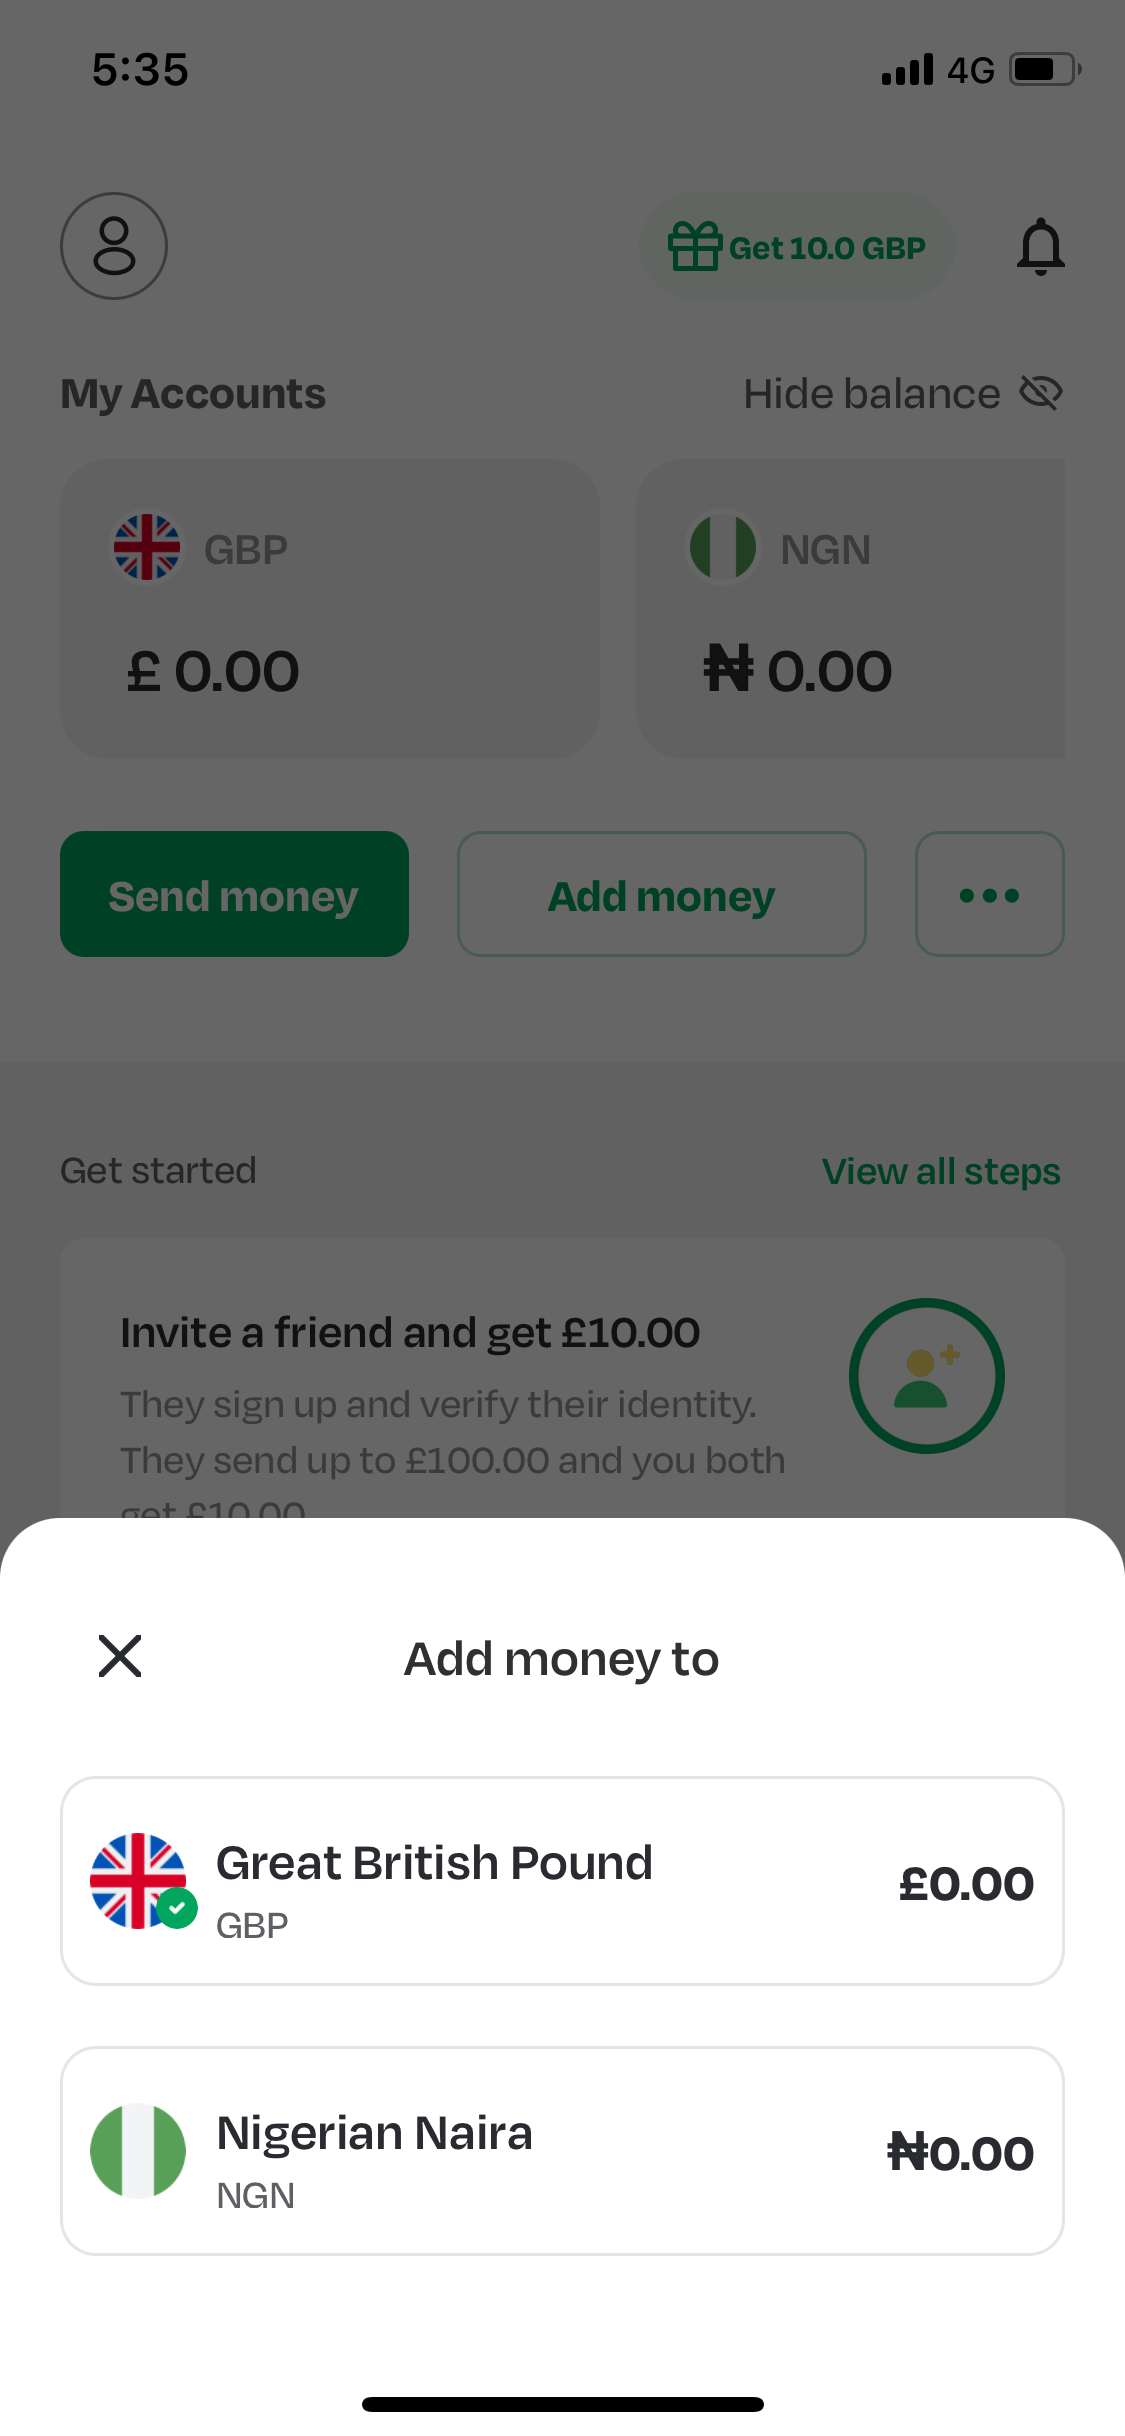 5:35
4G
Get 10.0 GBP
My Accounts
Hide balance
GBP
NGN
£ 0.00
₦ 0.00
Send money
Add money
Get started
View all steps
Invite a friend and get £10.00
They sign up and verify their identity.
They send up to £100.00 and you both
get £10.00
Add money to
Great British Pound
GBP
£0.00
Nigerian Naira
NGN
₦0.00